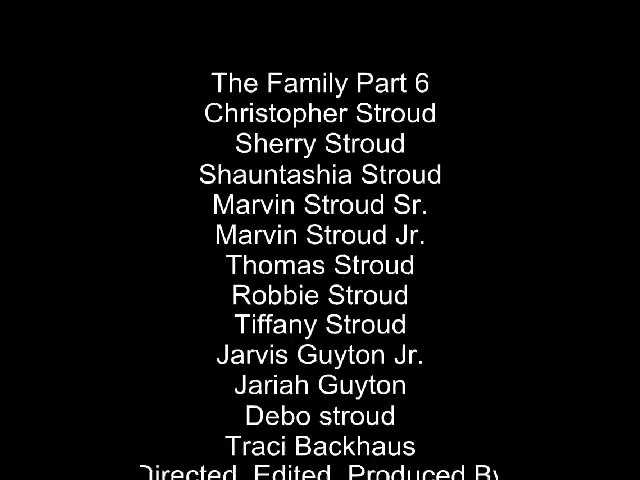 The Family Part 6
Christopher Stroud
Sherry Stroud
Shauntashia Stroud
Marvin Stroud Sr.
Marvin Stroud Jr.
Thomas Stroud
Robbie Stroud
Tiffany Stroud
Jarvis Guyton Jr.
Jariah Guyton
Debo stroud
Traci Backhaus
Directed, Edited, Produced By